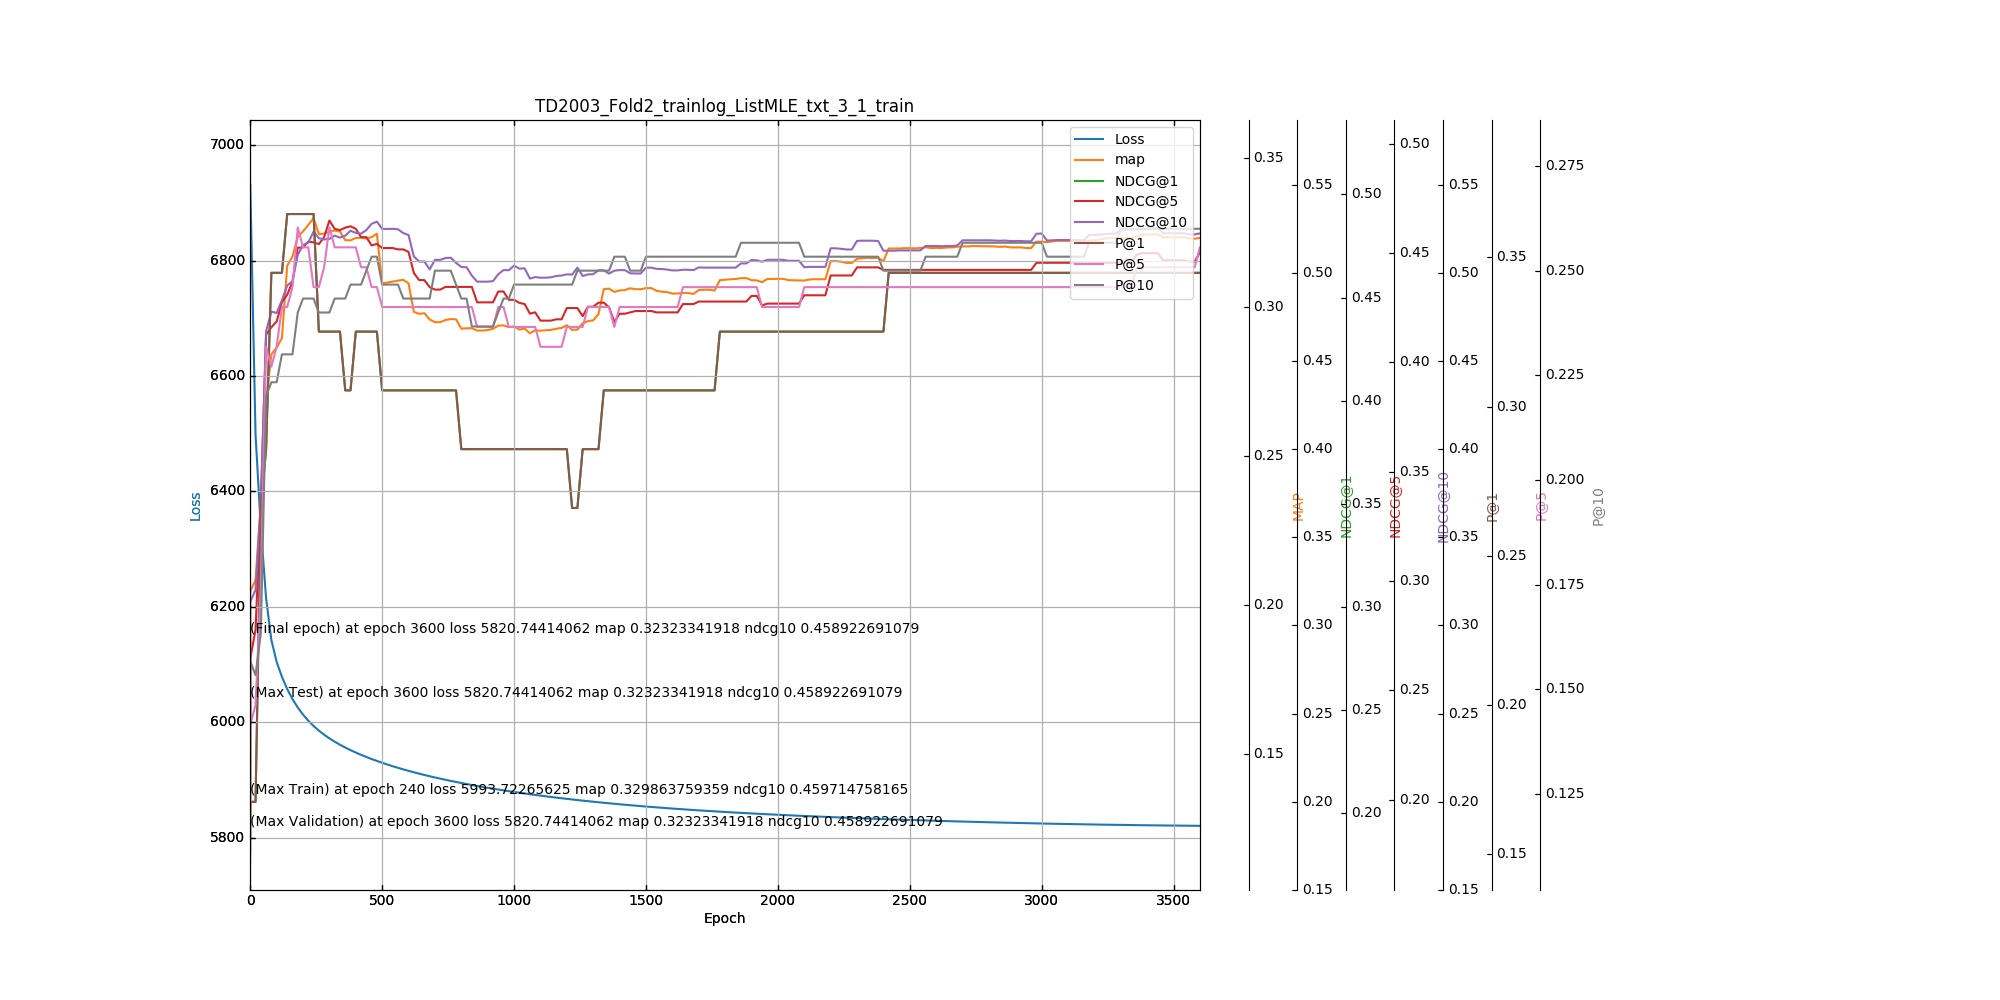 TD2003_Fold2_trainlog_ListMLE_txt_3_1_train
7000
6800
6600
6400
6200
6000
5800
Loss
0
500
1000
1500
2000
2500
3000
3500
Epoch
Loss
map
NDCG@1
NDCG@5
NDCG@10
P@1
P@5
P@10
(Final epoch) at epoch 3600 loss 5820.74414062 map 0.32323341918 ndcg10 0.458922691079
(Max Test) at epoch 3600 loss 5820.74414062 map 0.32323341918 ndcg10 0.458922691079
(Max Train) at epoch 240 loss 5993.72265625 map 0.329863759359 ndcg10 0.459714758165
(Max Validation) at epoch 3600 loss 5820.74414062 map 0.32323341918 ndcg10 0.458922691079
0.35
0.30
0.25
0.20
0.15
MAP
0.55
0.50
0.45
0.40
0.35
0.30
0.25
0.20
0.15
NDCG@1
0.50
0.45
0.40
0.35
0.30
0.25
0.20
NDCG@5
0.50
0.45
0.40
0.35
0.30
0.25
0.20
NDCG@10
0.55
0.50
0.45
0.40
0.35
0.30
0.25
0.20
0.15
P@1
0.35
0.30
0.25
0.20
0.15
P@5
0.275
0.250
0.225
0.200
0.175
0.150
0.125
P@10